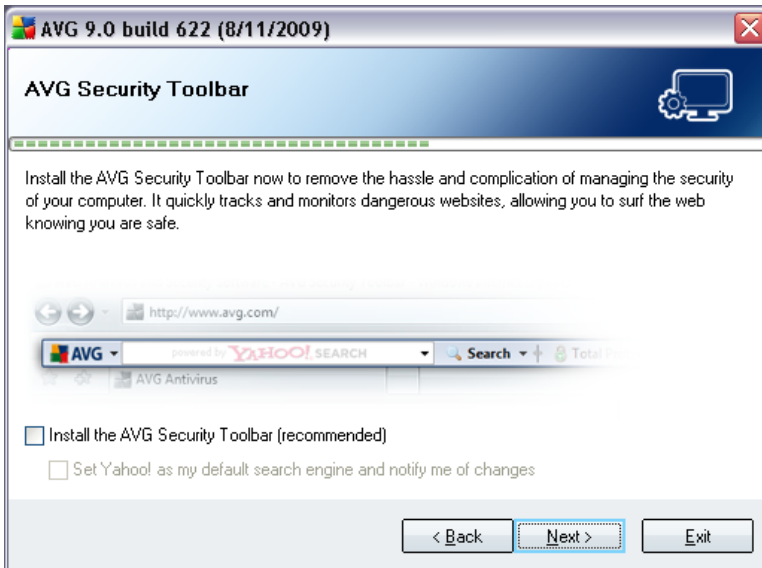 AVG 9.0 build 622 (8/11/2009)
AVG Security Toolbar
Install the AVG Security Toolbar now to remove the hassle and complication of managing the security
of your computer. It quickly tracks and monitors dangerous websites, allowing you to surf the web
knowing you are safe.
http://www.avg.com/
AVG powered by YAHOO! SEARCH Search Total
AVG Antivirus
Install the AVG Security Toolbar (recommended)
Set Yahoo! as my default search engine and notify me of changes
< Back Next > Exit